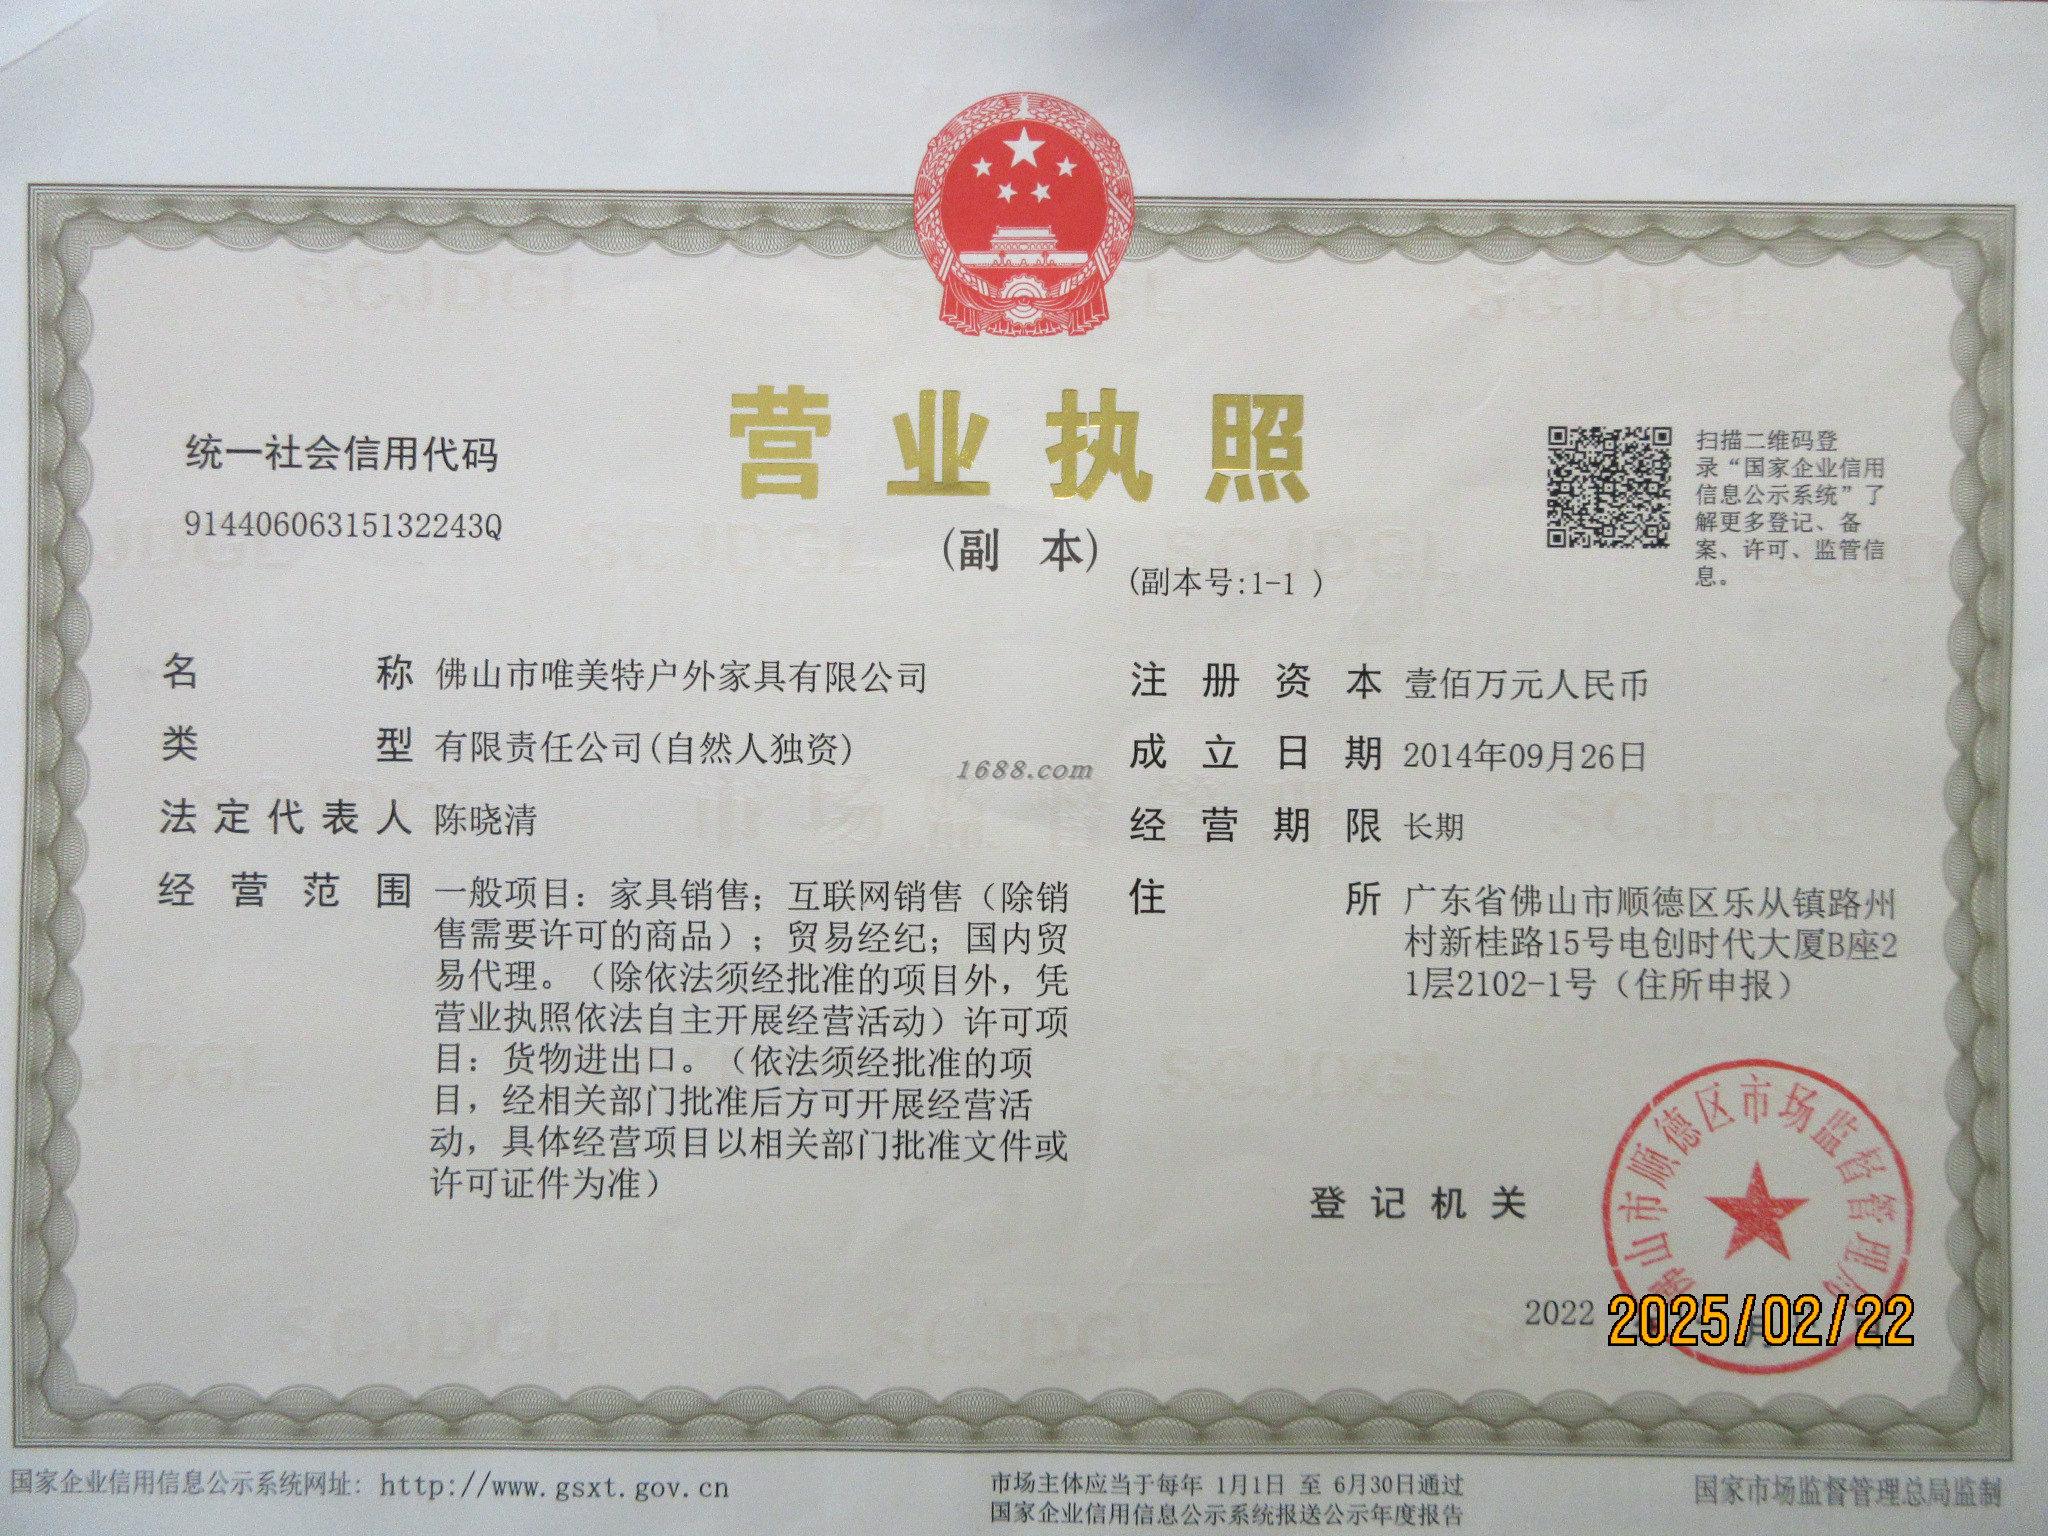 营业执照
(副 本)
(副本号:1-1 )
统一社会信用代码
91440606315132243Q
扫描二维码登
录“国家企业信用
信息公示系统”了
解更多登记、备
案、许可、监管信
息。
名 称 佛山市唯美特户外家具有限公司
类 型 有限责任公司(自然人独资)
法定代表人 陈晓清
经营范围 一般项目：家具销售；互联网销售（除销
售需要许可的商品）；贸易经纪；国内贸
易代理。（除依法须经批准的项目外，凭
营业执照依法自主开展经营活动）许可项
目：货物进出口。（依法须经批准的项
目，经相关部门批准后方可开展经营活
动，具体经营项目以相关部门批准文件或
许可证件为准）
1688.com
注册资本 壹佰万元人民币
成立日期 2014年09月26日
经营期限 长期
住 所 广东省佛山市顺德区乐从镇路州
村新桂路15号电创时代大厦B座2
1层2102-1号（住所申报）
登记机关
佛山市顺德区市场监督管理局
2022 月 日
2025/02/22
国家企业信用信息公示系统网址：http://www.gsxt.gov.cn
市场主体应当于每年 1月1日 至 6月30日通过
国家企业信用信息公示系统报送公示年度报告
国家市场监督管理总局监制